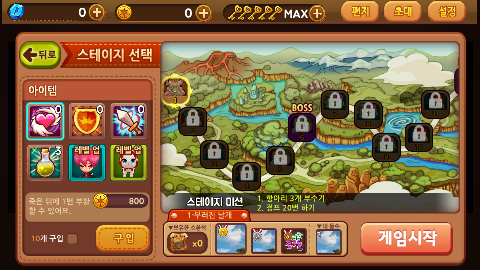 0
0
MAX
편지
초대
설정
뒤로
스테이지 선택
아이템
0
0
0
3
레벨 업
레벨 업
죽은 뒤에 1번 부활
할 수 있어요.
800
10개 구입
구입
1
BOSS
스테이지 미션
1. 항아리 3개 부수기
2. 점프 20번 하기
1-부러진 날개
x0
게임시작